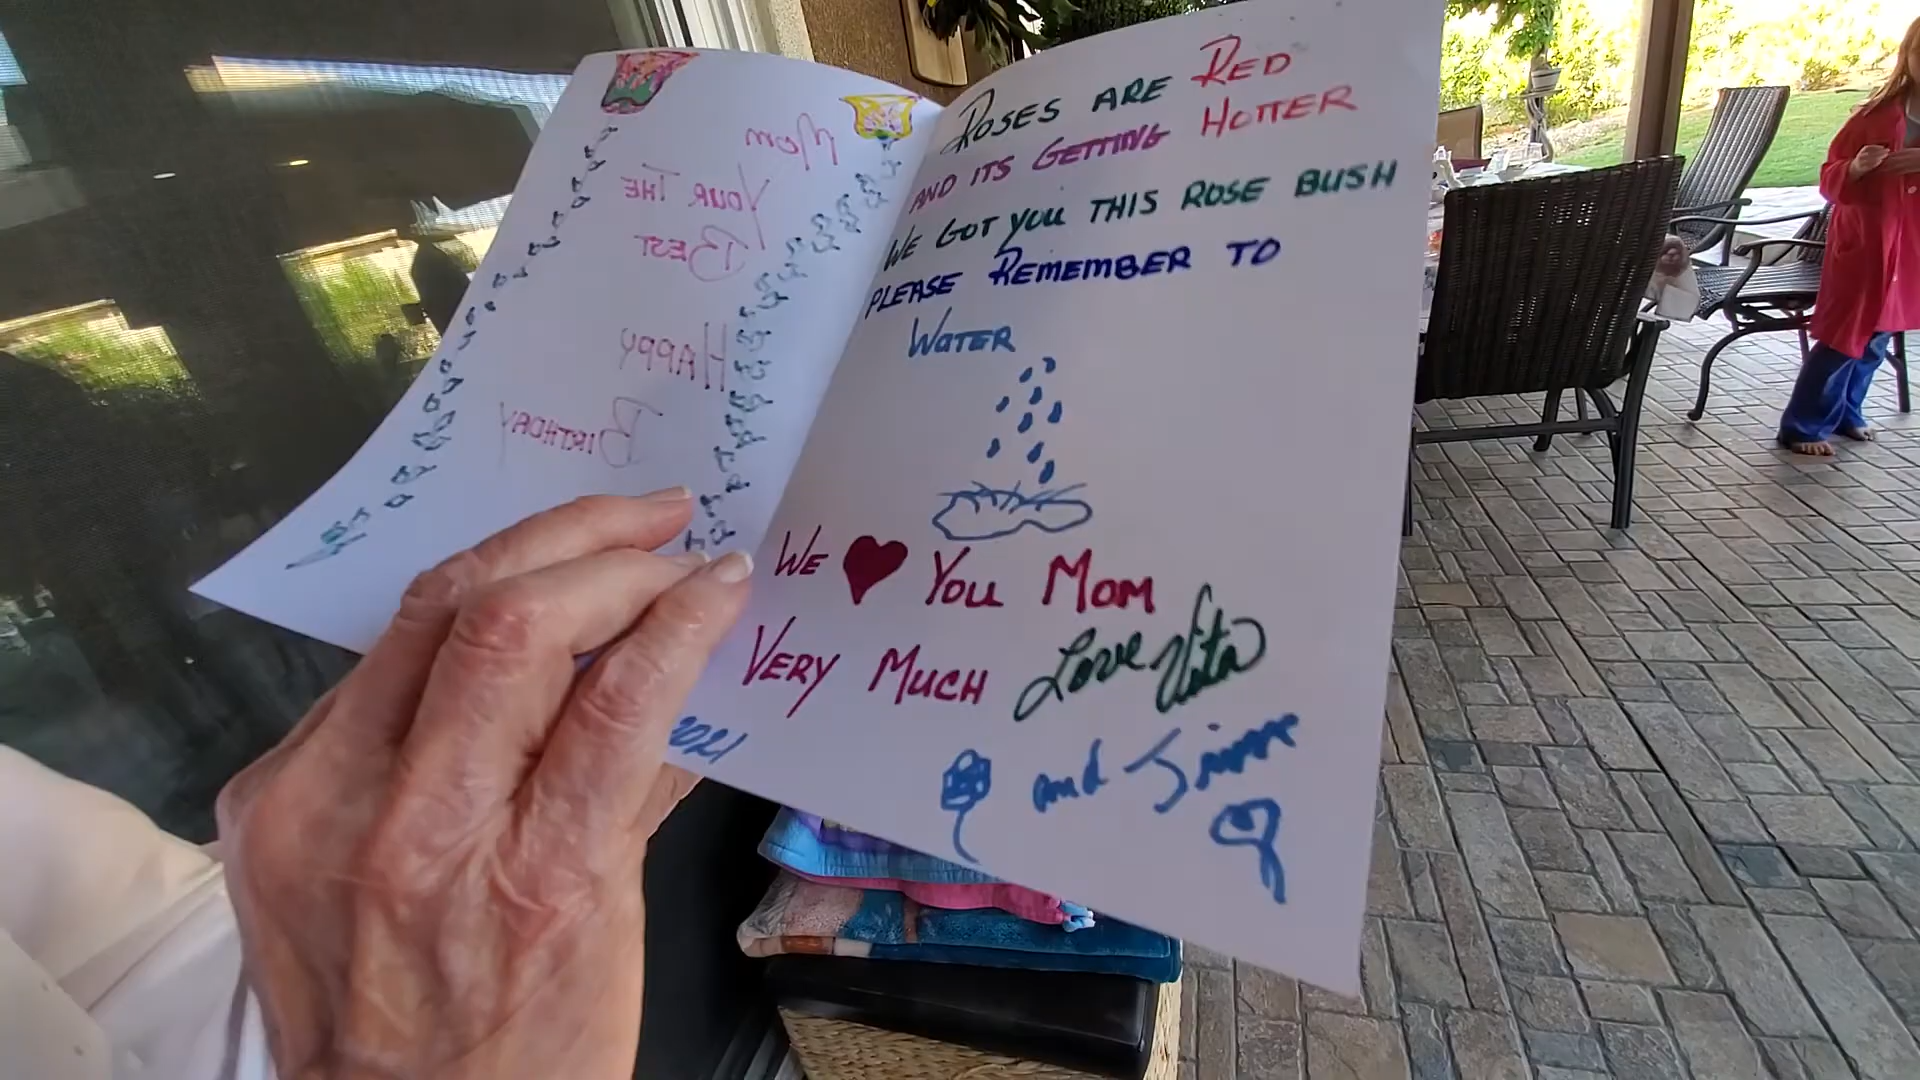 Mom
Your The
Best
Happy
Birthday
Roses are Red
and its getting Hotter
We got you this rose bush
Please Remember to
Water
We ❤ You Mom
Very Much Love Vita
and
2021